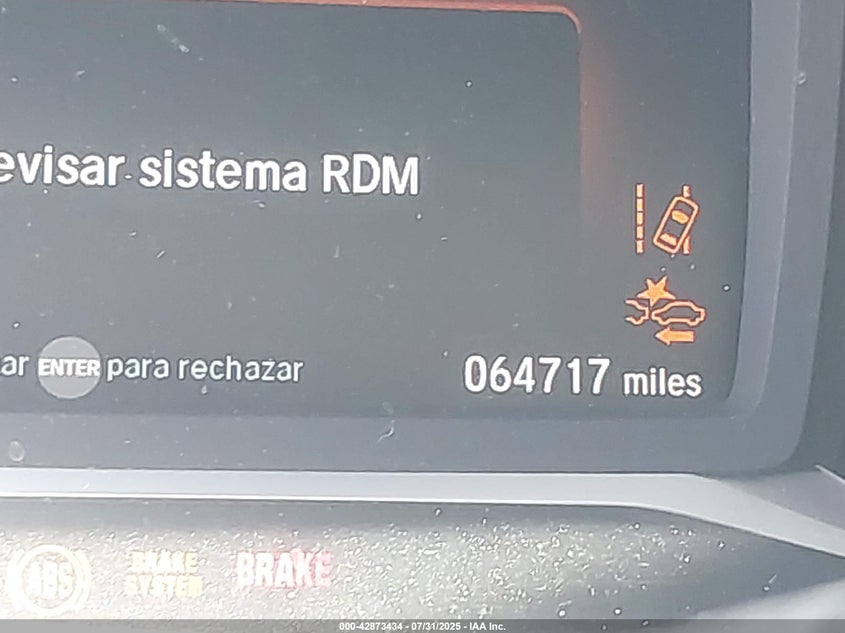 evisar sistema RDM
ar ENTER para rechazar
064717 miles
ABS
BRAKE SYSTEM
BRAKE
000-42873434 - 07/31/2025 - IAA Inc.